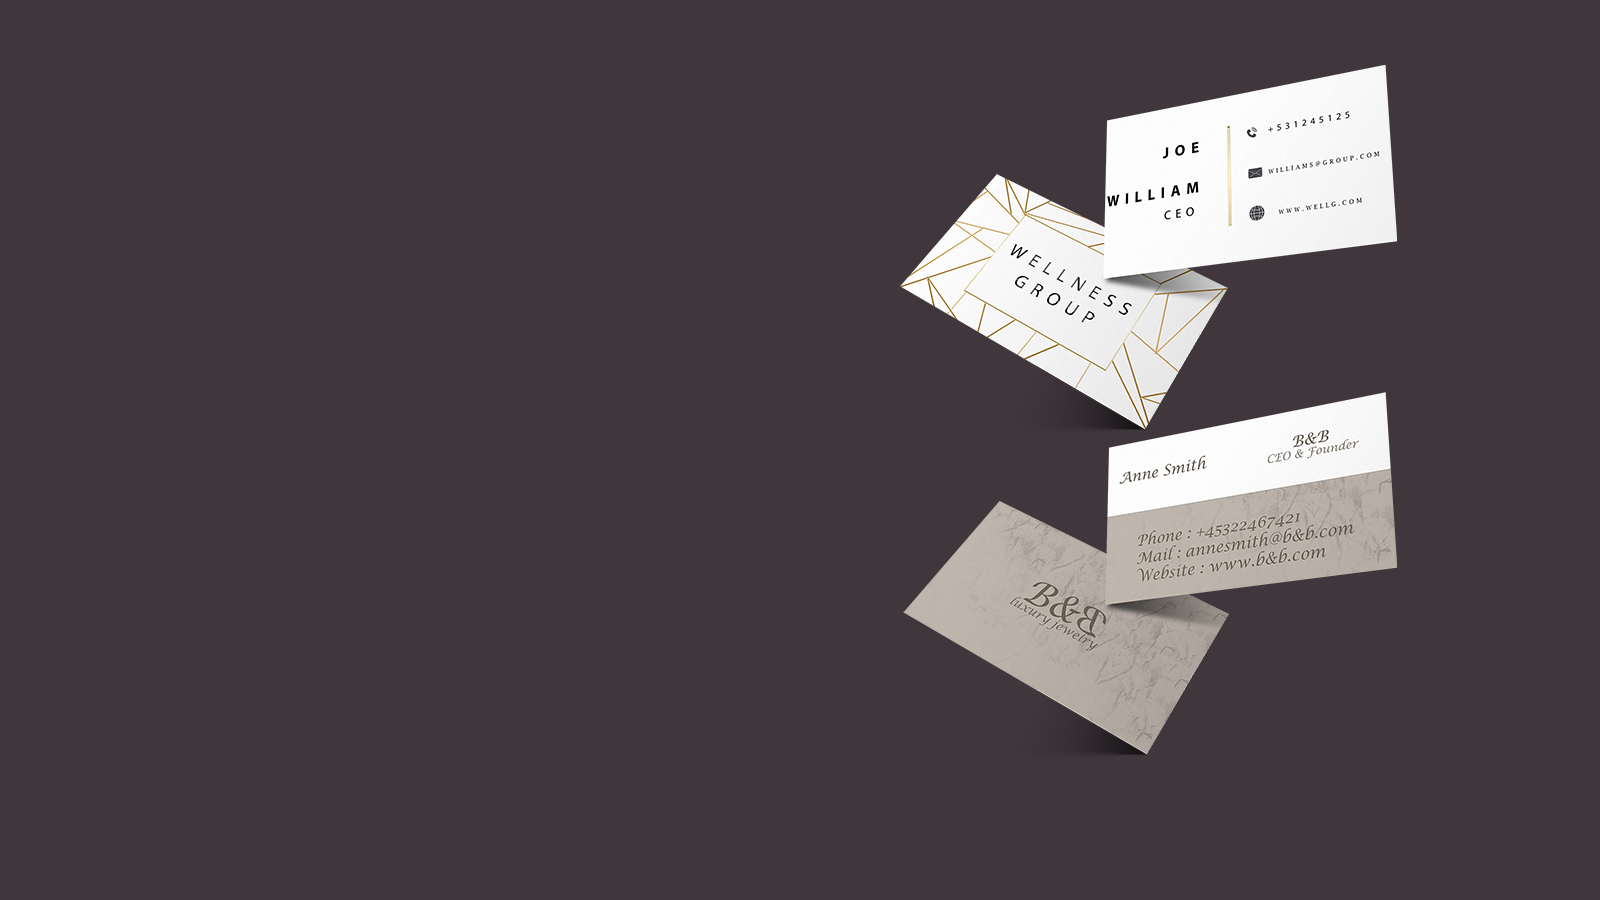 JOE
WILLIAM
CEO
+531245125
WILLIAMS@GROUP.COM
WWW.WELLG.COM
WELLNESS
GROUP
Anne Smith
B&B
CEO & Founder
Phone : +45322467421
Mail : annesmith@b&b.com
Website : www.b&b.com
B&B
luxury jewelry